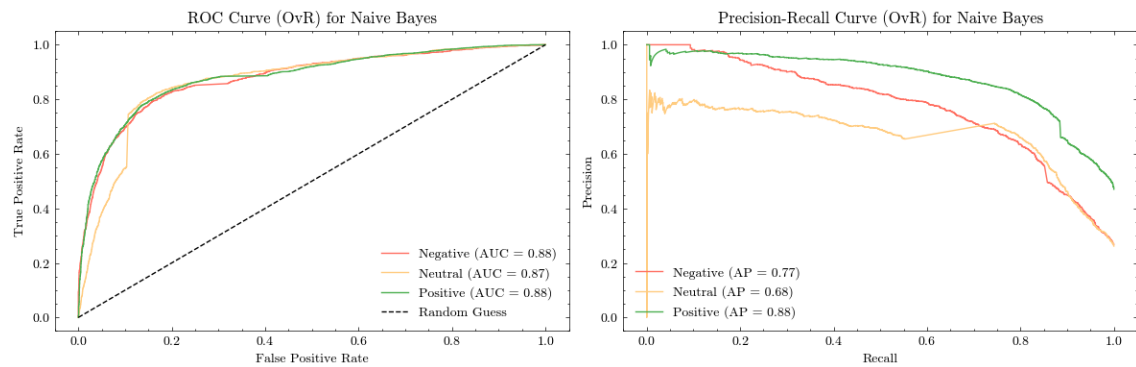 ROC Curve (OvR) for Naive Bayes
True Positive Rate
1.0
0.8
0.6
0.4
0.2
0.0
Negative (AUC = 0.88)
Neutral (AUC = 0.87)
Positive (AUC = 0.88)
Random Guess
0.0 0.2 0.4 0.6 0.8 1.0
False Positive Rate
Precision-Recall Curve (OvR) for Naive Bayes
Precision
1.0
0.8
0.6
0.4
0.2
0.0
Negative (AP = 0.77)
Neutral (AP = 0.68)
Positive (AP = 0.88)
0.0 0.2 0.4 0.6 0.8 1.0
Recall